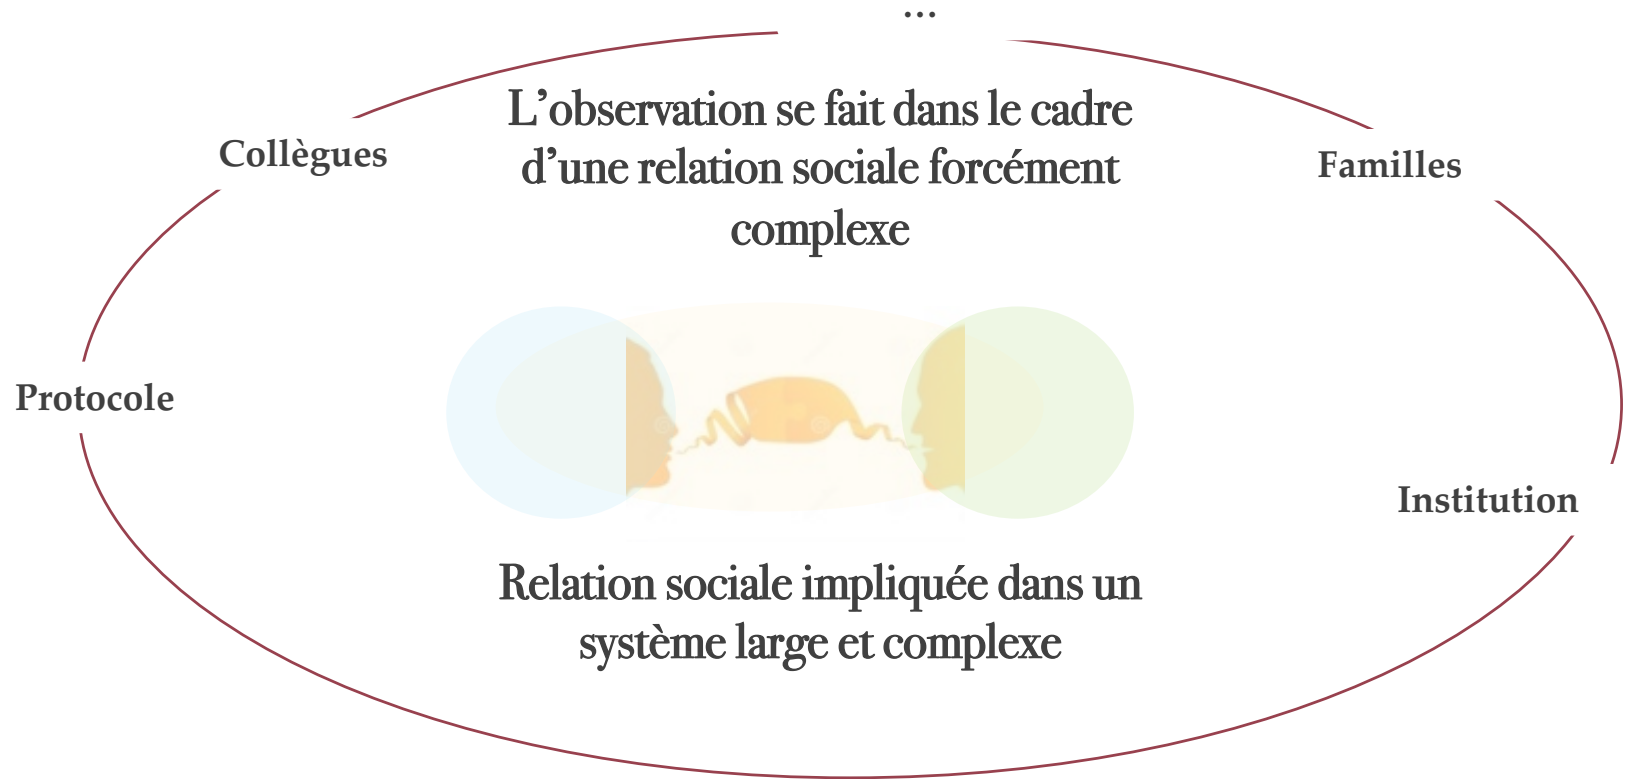 ...
L’observation se fait dans le cadre
d’une relation sociale forcément
complexe
Collègues
Familles
Protocole
Institution
Relation sociale impliquée dans un
système large et complexe